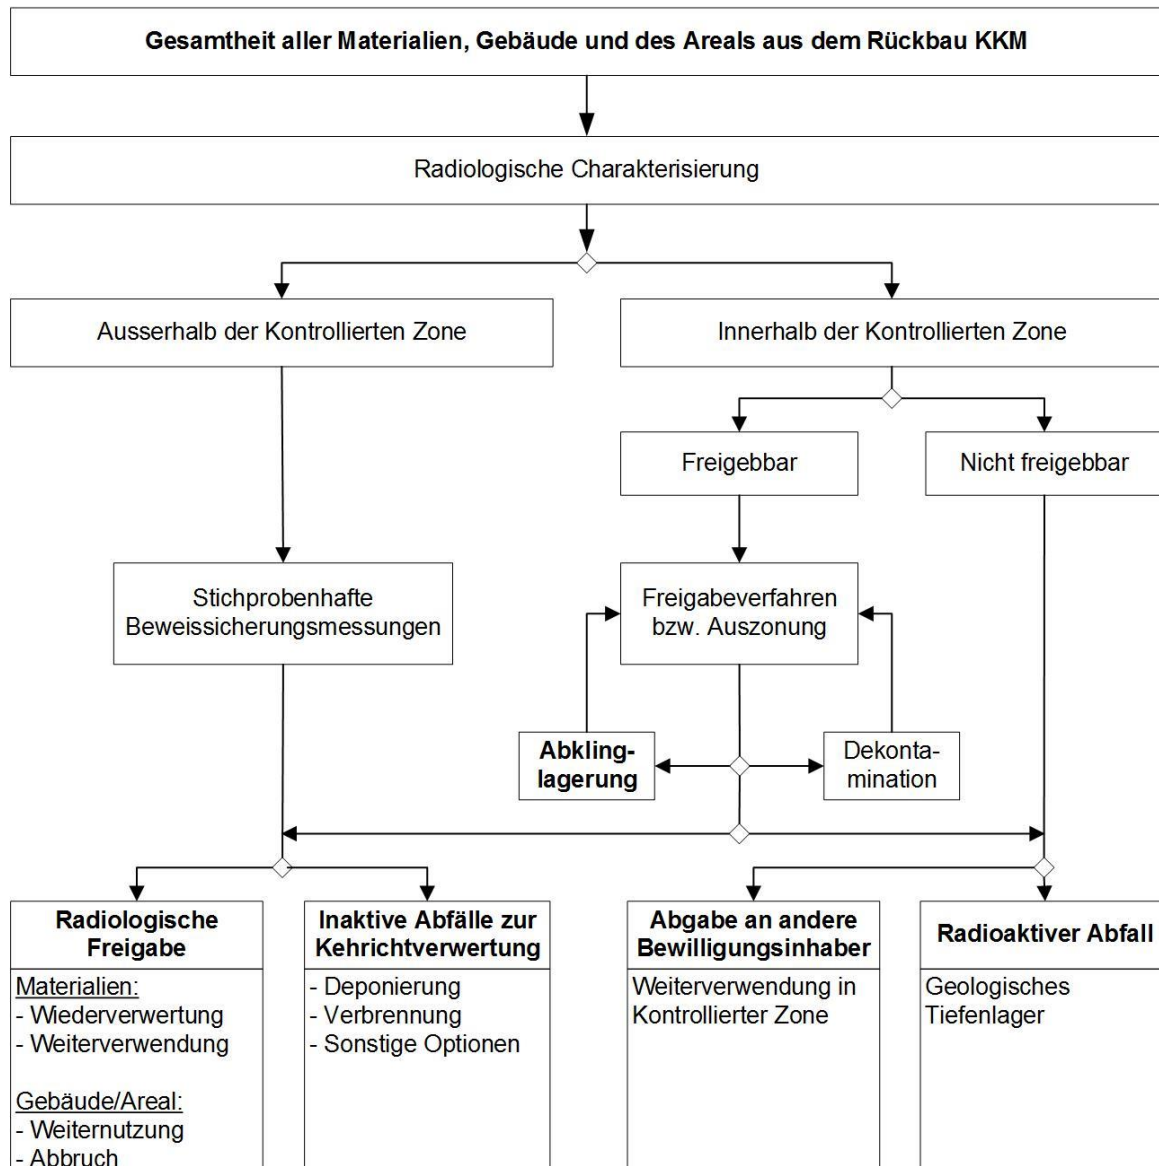 Gesamtheit aller Materialien, Gebäude und des Areals aus dem Rückbau KKM
Radiologische Charakterisierung
Ausserhalb der Kontrollierten Zone
Innerhalb der Kontrollierten Zone
Freigebbar
Nicht freigebbar
Stichprobenhafte
Beweissicherungsmessungen
Freigabeverfahren
bzw. Auszonung
Abkling-
lagerung
Dekonta-
mination
Radiologische
Freigabe
Materialien:
- Wiederverwertung
- Weiterverwendung
Gebäude/Areal:
- Weiternutzung
- Abbruch
Inaktive Abfälle zur
Kehrichtverwertung
- Deponierung
- Verbrennung
- Sonstige Optionen
Abgabe an andere
Bewilligungsinhaber
Weiterverwendung in
Kontrollierter Zone
Radioaktiver Abfall
Geologisches
Tiefenlager